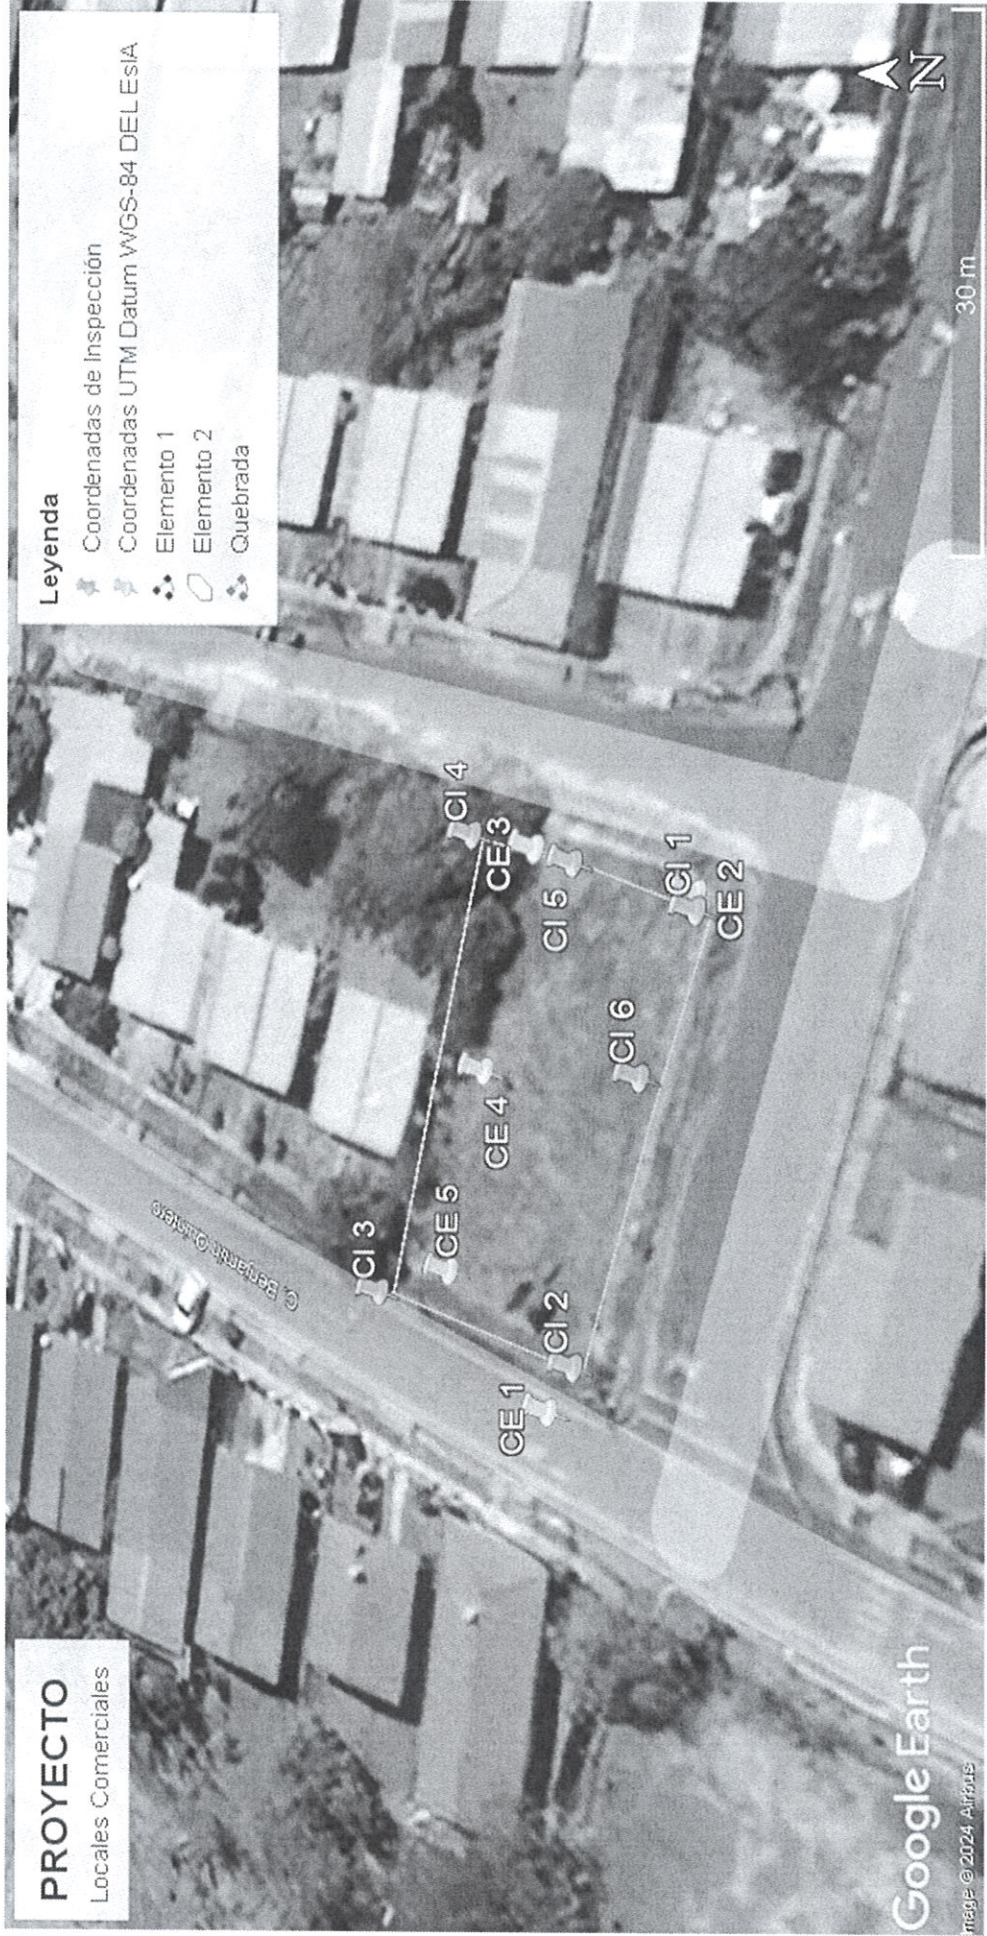 PROYECTO
Locales Comerciales
Leyenda
Coordenadas de Inspección
Coordenadas UTM Datum WGS-84 DEL EsIA
Elemento 1
Elemento 2
Quebrada
C. Benjamín Quintero
CI 3
CI 4
CE 3
CI 5
CI 1
CE 2
CI 6
CE 4
CE 5
CI 2
CE 1
N
30 m
Google Earth
Image © 2024 Airbus